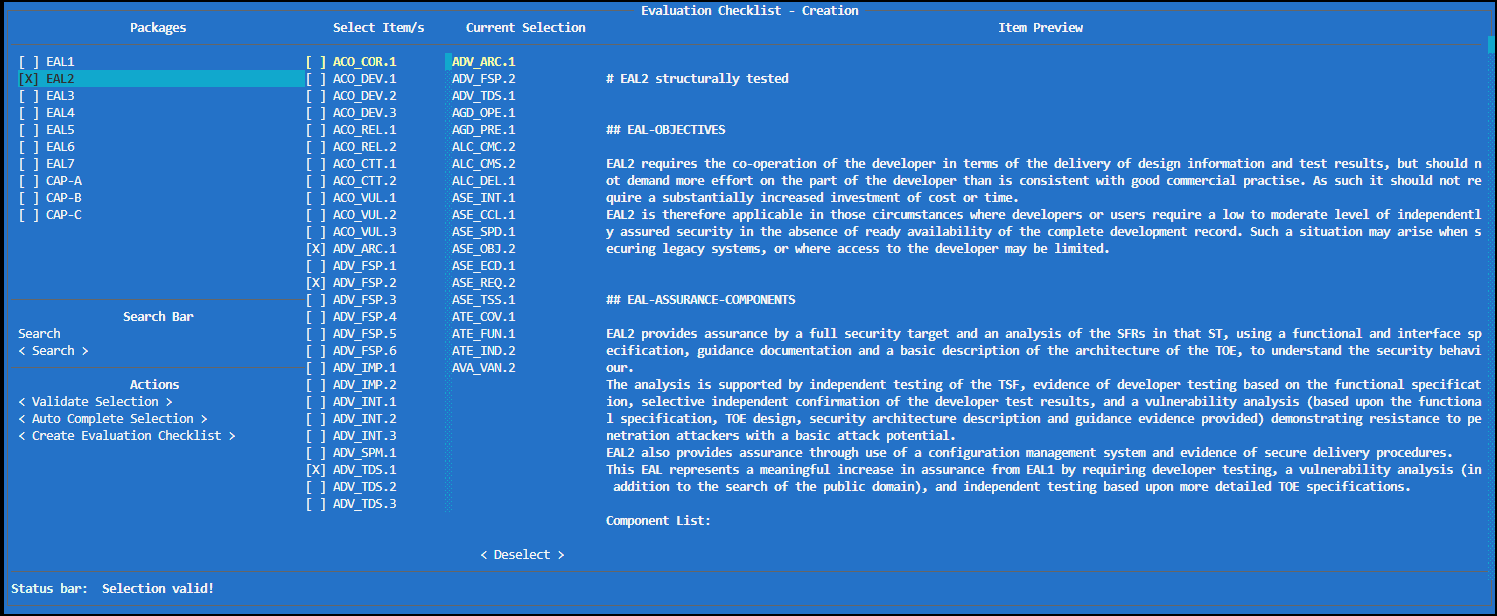 Evaluation Checklist - Creation
Packages
Select Item/s
Current Selection
Item Preview
[ ] EAL1
[X] EAL2
[ ] EAL3
[ ] EAL4
[ ] EAL5
[ ] EAL6
[ ] EAL7
[ ] CAP-A
[ ] CAP-B
[ ] CAP-C
Search Bar
Search
< Search >
Actions
< Validate Selection >
< Auto Complete Selection >
< Create Evaluation Checklist >
[ ] ACO_COR.1
[ ] ACO_DEV.1
[ ] ACO_DEV.2
[ ] ACO_DEV.3
[ ] ACO_REL.1
[ ] ACO_REL.2
[ ] ACO_CTT.1
[ ] ACO_CTT.2
[ ] ACO_VUL.1
[ ] ACO_VUL.2
[ ] ACO_VUL.3
[X] ADV_ARC.1
[ ] ADV_FSP.1
[X] ADV_FSP.2
[ ] ADV_FSP.3
[ ] ADV_FSP.4
[ ] ADV_FSP.5
[ ] ADV_FSP.6
[ ] ADV_IMP.1
[ ] ADV_IMP.2
[ ] ADV_INT.1
[ ] ADV_INT.2
[ ] ADV_INT.3
[ ] ADV_SPM.1
[X] ADV_TDS.1
[ ] ADV_TDS.2
[ ] ADV_TDS.3
ADV_ARC.1
ADV_FSP.2
ADV_TDS.1
AGD_OPE.1
AGD_PRE.1
ALC_CMC.2
ALC_CMS.2
ALC_DEL.1
ASE_INT.1
ASE_CCL.1
ASE_SPD.1
ASE_OBJ.2
ASE_ECD.1
ASE_REQ.2
ASE_TSS.1
ATE_COV.1
ATE_FUN.1
ATE_IND.2
AVA_VAN.2
< Deselect >
# EAL2 structurally tested
## EAL-OBJECTIVES
EAL2 requires the co-operation of the developer in terms of the delivery of design information and test results, but should n
ot demand more effort on the part of the developer than is consistent with good commercial practise. As such it should not re
quire a substantially increased investment of cost or time.
EAL2 is therefore applicable in those circumstances where developers or users require a low to moderate level of independentl
y assured security in the absence of ready availability of the complete development record. Such a situation may arise when s
ecuring legacy systems, or where access to the developer may be limited.
## EAL-ASSURANCE-COMPONENTS
EAL2 provides assurance by a full security target and an analysis of the SFRs in that ST, using a functional and interface sp
ecification, guidance documentation and a basic description of the architecture of the TOE, to understand the security behavi
our.
The analysis is supported by independent testing of the TSF, evidence of developer testing based on the functional specificat
ion, selective independent confirmation of the developer test results, and a vulnerability analysis (based upon the functiona
l specification, TOE design, security architecture description and guidance evidence provided) demonstrating resistance to pe
netration attackers with a basic attack potential.
EAL2 also provides assurance through use of a configuration management system and evidence of secure delivery procedures.
This EAL represents a meaningful increase in assurance from EAL1 by requiring developer testing, a vulnerability analysis (in
addition to the search of the public domain), and independent testing based upon more detailed TOE specifications.
Component List:
Status bar: Selection valid!